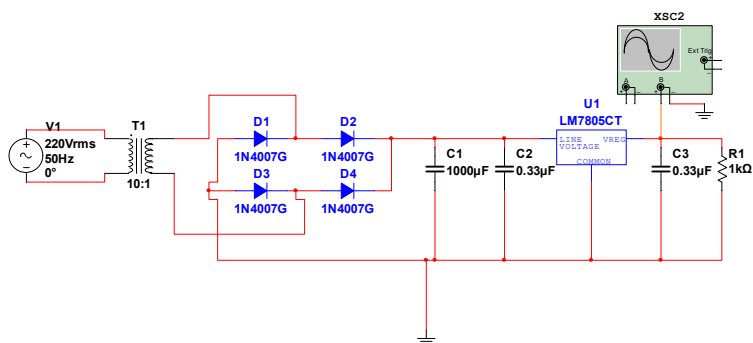 XSC2
Ext Trig
+
–
A
B
+ – + –
V1
220Vrms
50Hz
0°
T1
10:1
D1
1N4007G
D2
1N4007G
D3
1N4007G
D4
1N4007G
C1
1000µF
C2
0.33µF
U1
LM7805CT
LINE VREG
VOLTAGE
COMMON
C3
0.33µF
R1
1kΩ